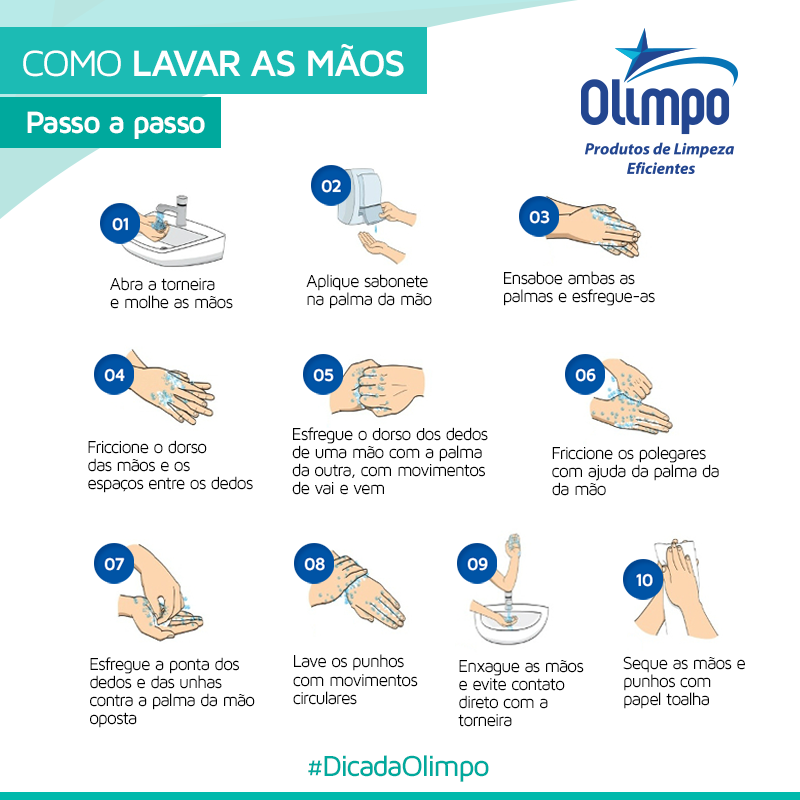 COMO LAVAR AS MÃOS
Passo a passo
Olimpo
Produtos de Limpeza
Eficientes
01
Abra a torneira
e molhe as mãos
02
Aplique sabonete
na palma da mão
03
Ensaboe ambas as
palmas e esfregue-as
04
Friccione o dorso
das mãos e os
espaços entre os dedos
05
Esfregue o dorso dos dedos
de uma mão com a palma
da outra, com movimentos
de vai e vem
06
Friccione os polegares
com ajuda da palma da
da mão
07
Esfregue a ponta dos
dedos e das unhas
contra a palma da mão
oposta
08
Lave os punhos
com movimentos
circulares
09
Enxague as mãos
e evite contato
direto com a
torneira
10
Seque as mãos e
punhos com
papel toalha
#DicadaOlimpo